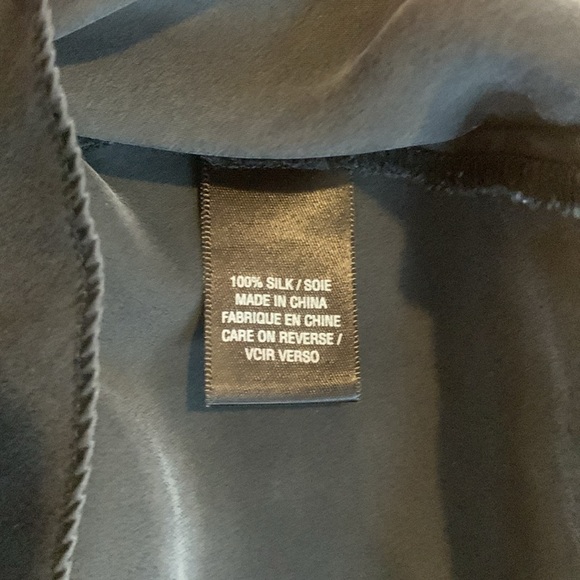 100% SILK / SOIE
MADE IN CHINA
FABRIQUE EN CHINE
CARE ON REVERSE /
VCIR VERSO